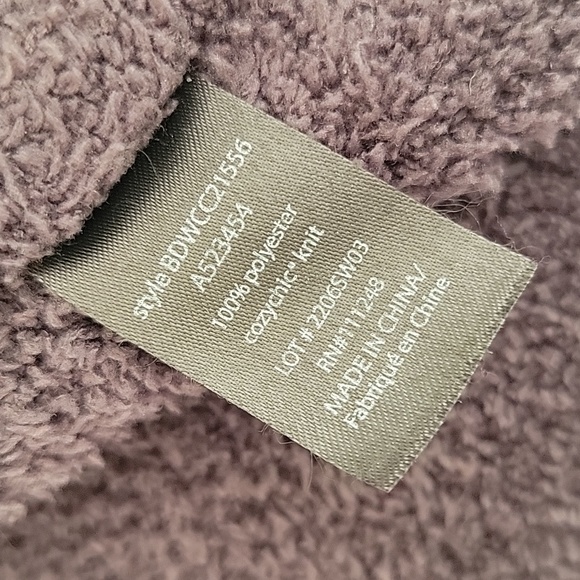 style BDWCC21556
A523454
100% polyester
cozychic® knit
LOT #2206SW03
RN#111248
MADE IN CHINA/
Fabriqué en Chine